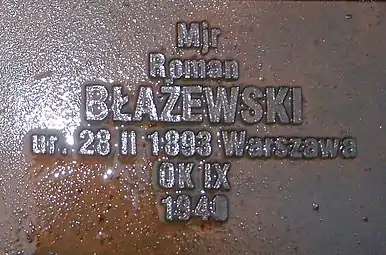 Mjr
Roman
BŁAŻEWSKI
ur. 28 II 1893 Warszawa
OK IX
1940